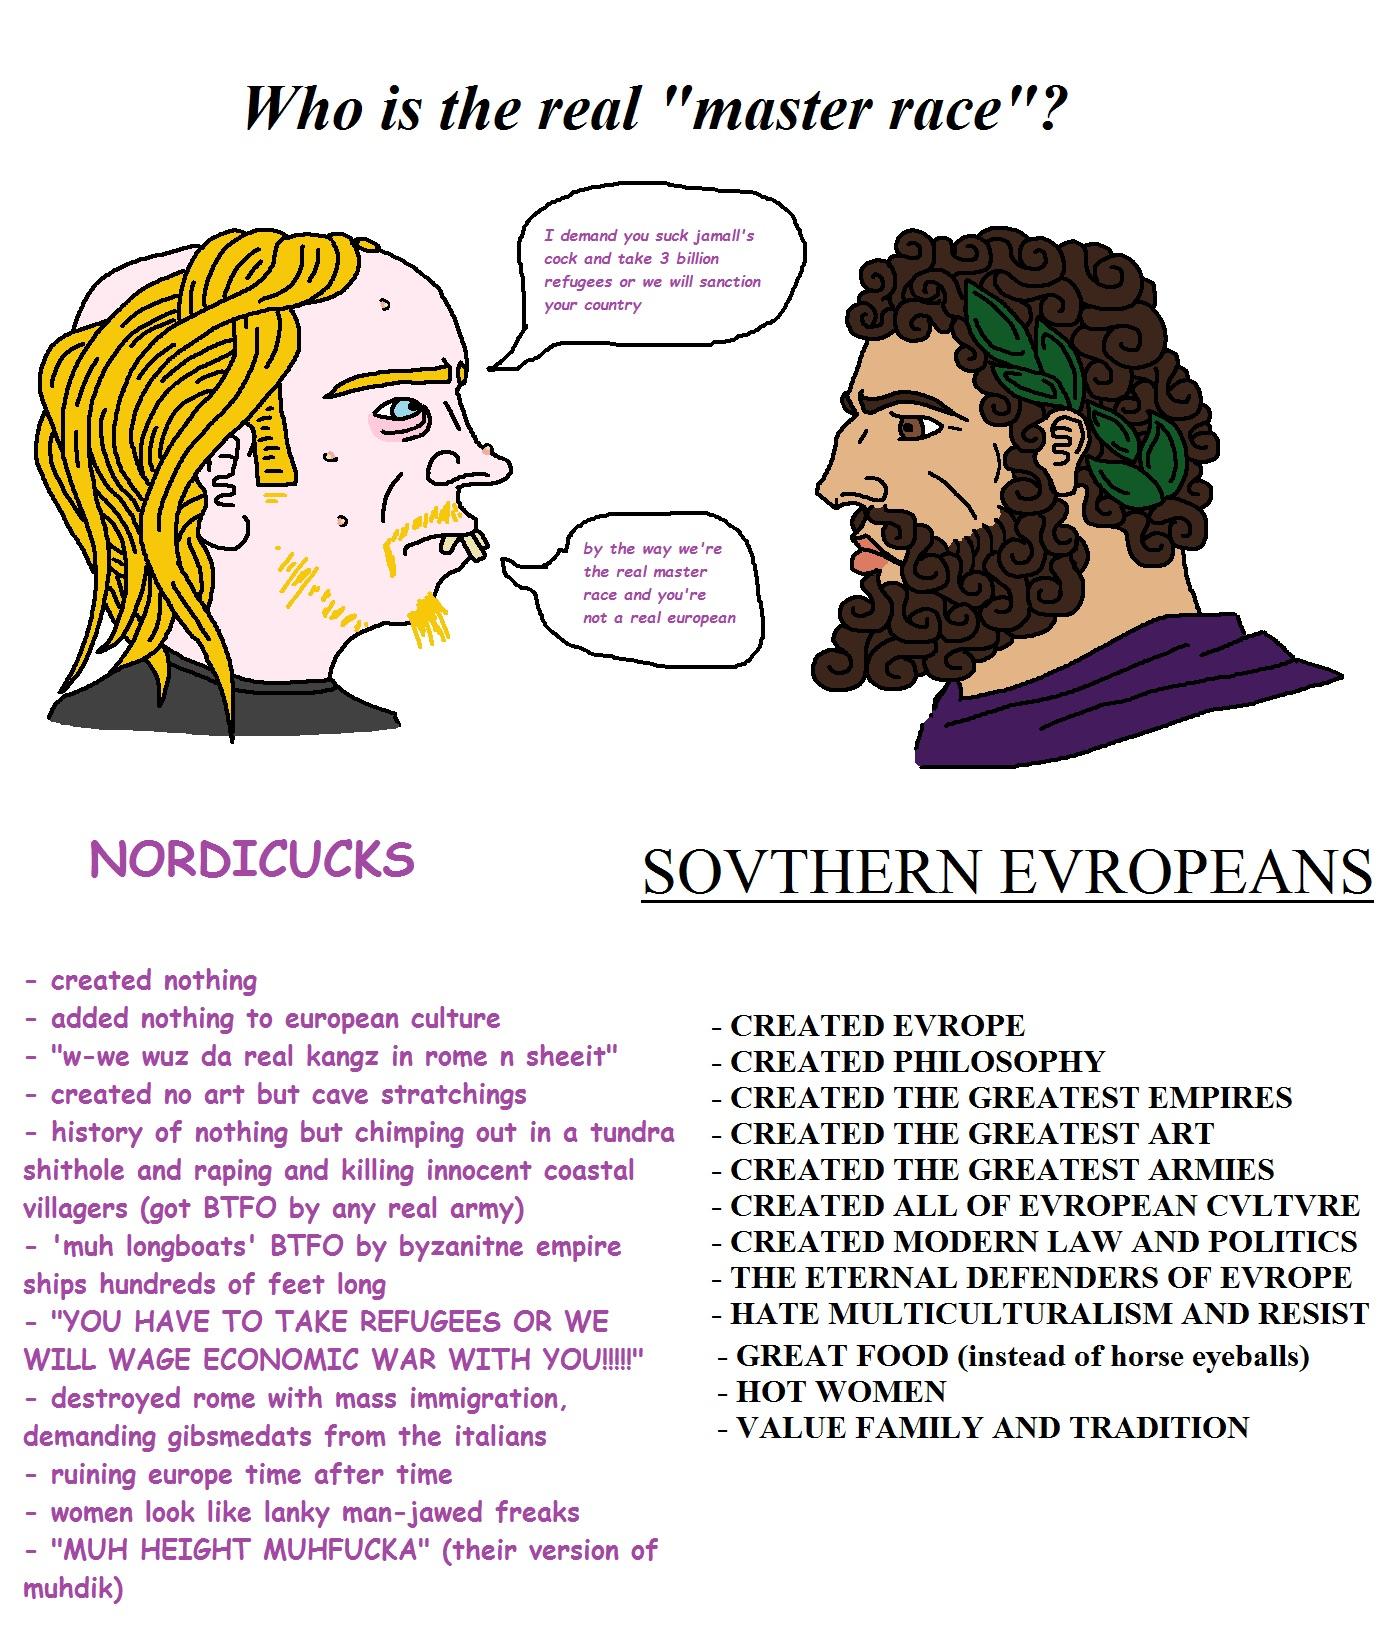 Who is the real "master race"?
I demand you suck jamall's
cock and take 3 billion
refugees or we will sanction
your country
by the way we're
the real master
race and you're
not a real european
NORDICUCKS
- created nothing
- added nothing to european culture
- "w-we wuz da real kangz in rome n sheeit"
- created no art but cave stratchings
- history of nothing but chimping out in a tundra
shithole and raping and killing innocent coastal
villagers (got BTFO by any real army)
- 'muh longboats' BTFO by byzanitne empire
ships hundreds of feet long
- "YOU HAVE TO TAKE REFUGEES OR WE
WILL WAGE ECONOMIC WAR WITH YOU!!!!!"
- destroyed rome with mass immigration,
demanding gibsmedats from the italians
- ruining europe time after time
- women look like lanky man-jawed freaks
- "MUH HEIGHT MUHFUCKA" (their version of
muhdik)
SOVTHERN EVROPEANS
- CREATED EVROPE
- CREATED PHILOSOPHY
- CREATED THE GREATEST EMPIRES
- CREATED THE GREATEST ART
- CREATED THE GREATEST ARMIES
- CREATED ALL OF EVROPEAN CVLTVRE
- CREATED MODERN LAW AND POLITICS
- THE ETERNAL DEFENDERS OF EVROPE
- HATE MULTICULTURALISM AND RESIST
- GREAT FOOD (instead of horse eyeballs)
- HOT WOMEN
- VALUE FAMILY AND TRADITION